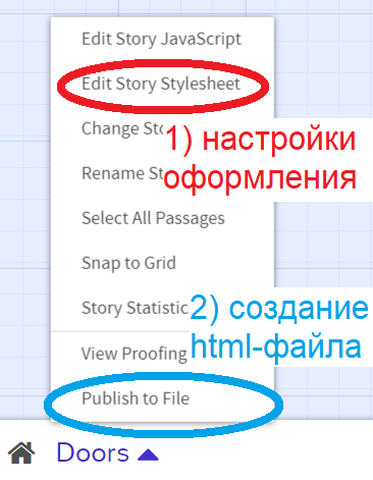 Edit Story JavaScript
Edit Story Stylesheet
Change Sto
1) настройки
Rename St
оформления
Select All Passages
Snap to Grid
Story Statistic
2) создание
View Proofing
html-файла
Publish to File
Doors